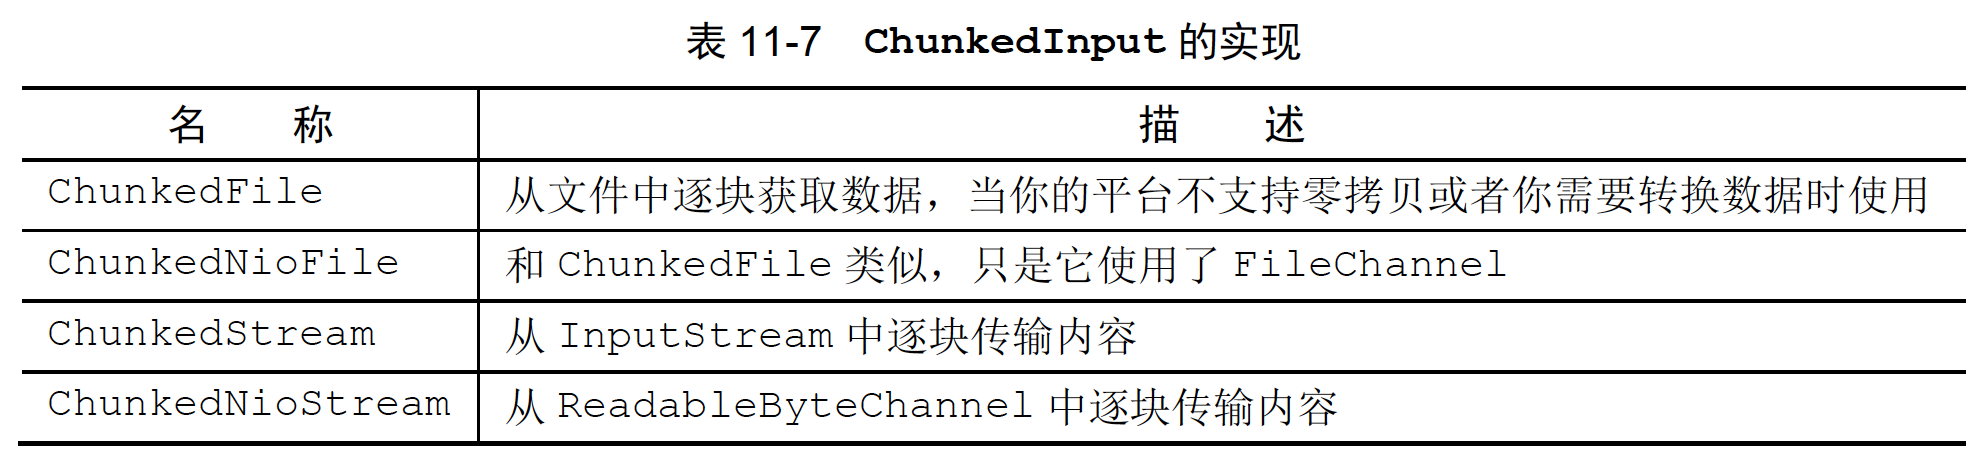 表 11-7 ChunkedInput 的实现
名 称 描 述
ChunkedFile 从文件中逐块获取数据，当你的平台不支持零拷贝或者你需要转换数据时使用
ChunkedNioFile 和 ChunkedFile 类似，只是它使用了 FileChannel
ChunkedStream 从 InputStream 中逐块传输内容
ChunkedNioStream 从 ReadableByteChannel 中逐块传输内容